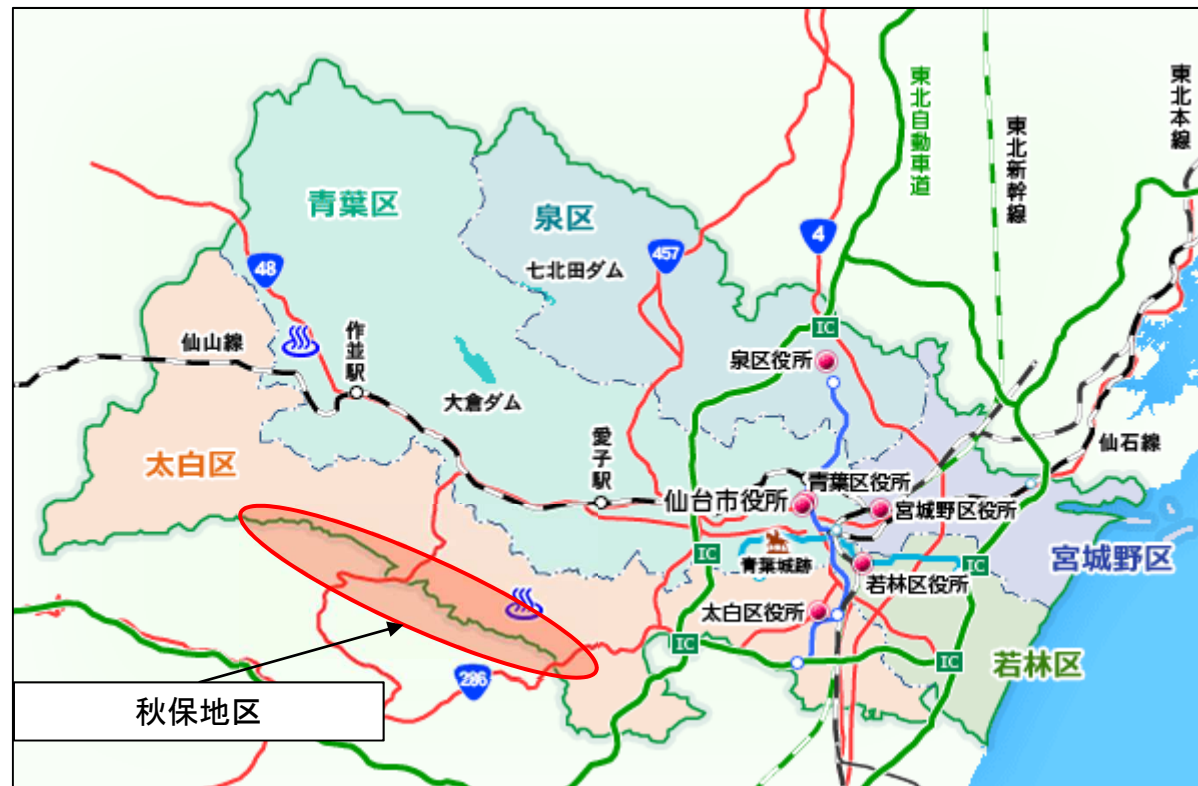 東北自動車道
東北新幹線
東北本線
青葉区
泉区
457
4
48
七北田ダム
仙山線
作並駅
IC
泉区役所
大倉ダム
愛子駅
仙石線
太白区
青葉区役所
仙台市役所
宮城野区役所
IC
青葉城跡
若林区役所
IC
宮城野区
太白区役所
IC
IC
若林区
286
秋保地区